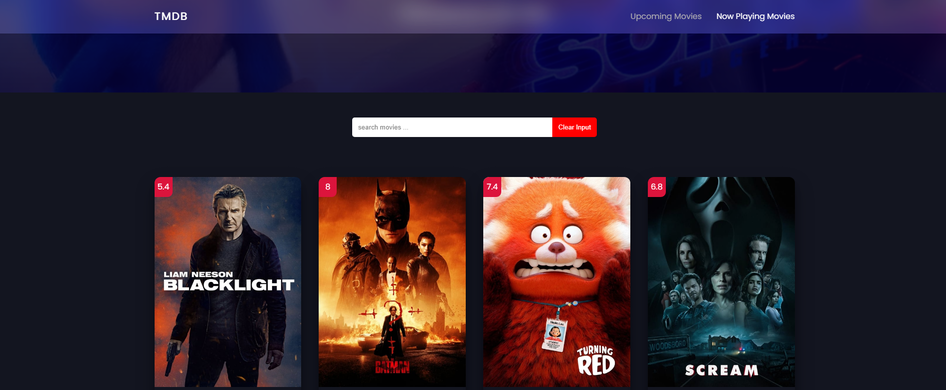 TMDB
Upcoming Movies
Now Playing Movies
SON
search movies ...
Clear Input
5.4
8
7.4
6.8
LIAM NEESON
BLACKLIGHT
THE
BATMAN
TURNING
RED
SCREAM